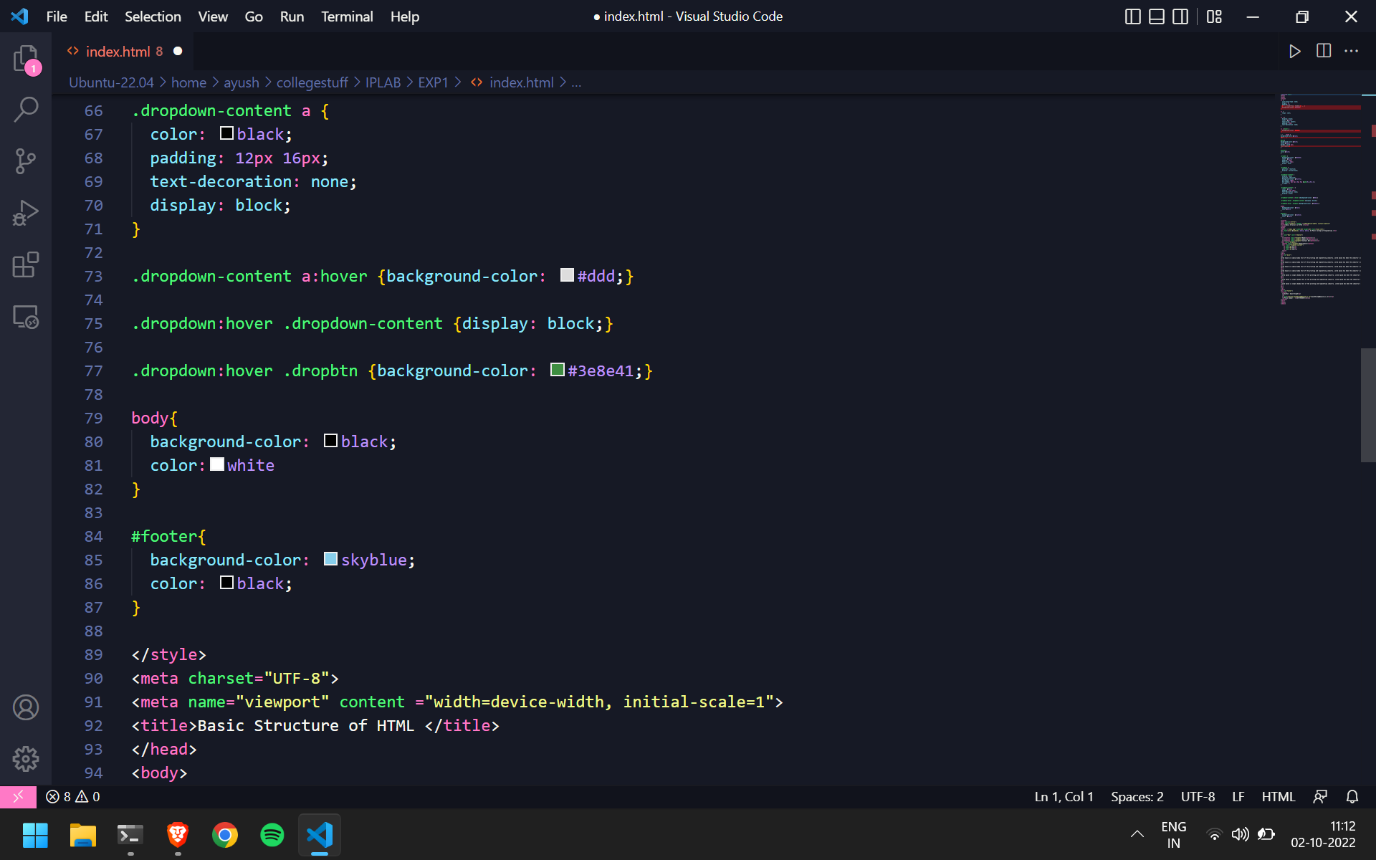 File Edit Selection View Go Run Terminal Help
● index.html - Visual Studio Code
<> index.html 8 ●
1
Ubuntu-22.04 > home > ayush > collegestuff > IPLAB > EXP1 > <> index.html > ...
66 .dropdown-content a {
67 color: black;
68 padding: 12px 16px;
69 text-decoration: none;
70 display: block;
71 }
72
73 .dropdown-content a:hover {background-color: #ddd;}
74
75 .dropdown:hover .dropdown-content {display: block;}
76
77 .dropdown:hover .dropbtn {background-color: #3e8e41;}
78
79 body{
80 background-color: black;
81 color:white
82 }
83
84 #footer{
85 background-color: skyblue;
86 color: black;
87 }
88
89 </style>
90 <meta charset="UTF-8">
91 <meta name="viewport" content ="width=device-width, initial-scale=1">
92 <title>Basic Structure of HTML </title>
93 </head>
94 <body>
8 0
Ln 1, Col 1 Spaces: 2 UTF-8 LF HTML
ENG
IN
11:12
02-10-2022